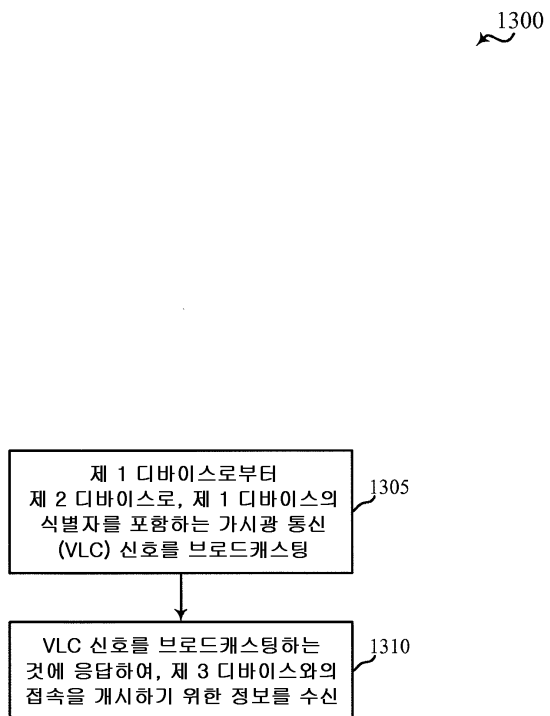 1300
제 1 디바이스로부터
제 2 디바이스로, 제 1 디바이스의
식별자를 포함하는 가시광 통신
(VLC) 신호를 브로드캐스팅
1305
VLC 신호를 브로드캐스팅하는
것에 응답하여, 제 3 디바이스와의
접속을 개시하기 위한 정보를 수신
1310